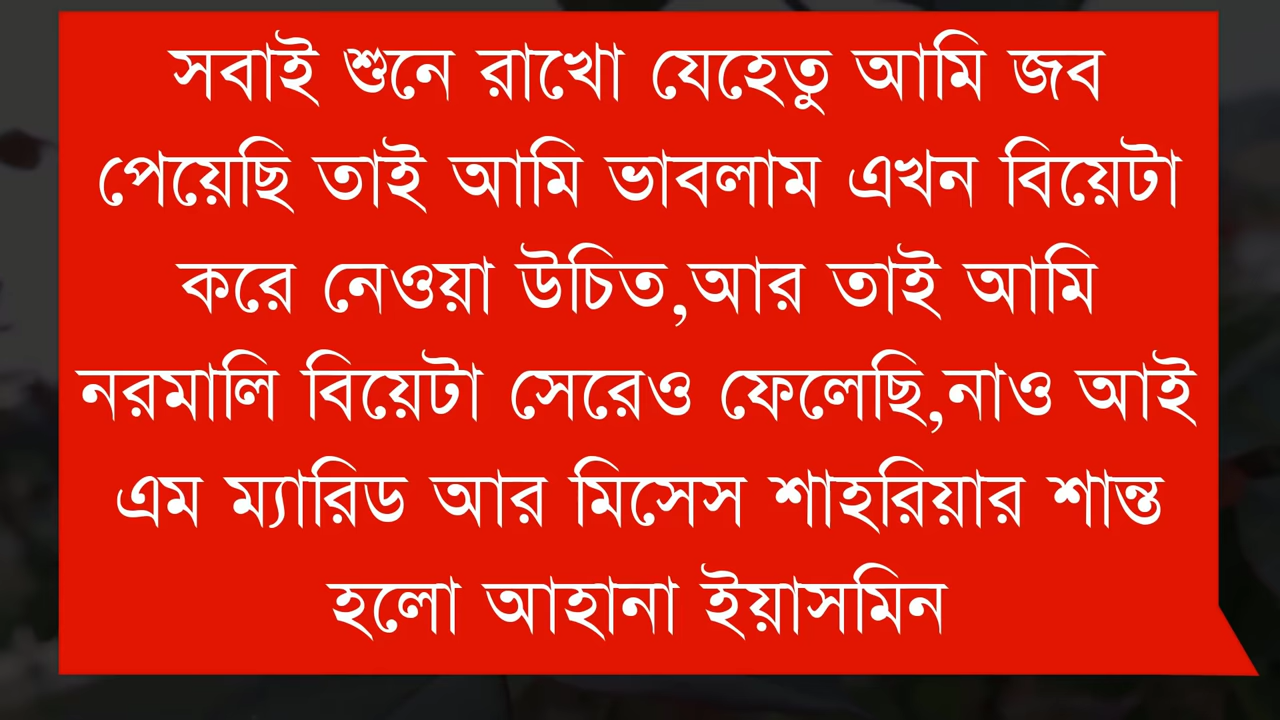 সবাই শুনে রাখো যেহেতু আমি জব
পেয়েছি তাই আমি ভাবলাম এখন বিয়েটা
করে নেওয়া উচিত,আর তাই আমি
নরমালি বিয়েটা সেরেও ফেলেছি,নাও আই
এম ম্যারিড আর মিসেস শাহরিয়ার শান্ত
হলো আহানা ইয়াসমিন